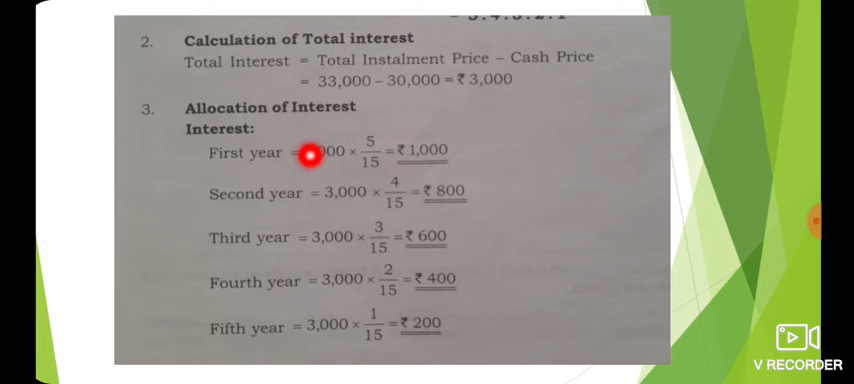 2. Calculation of Total interest
Total Interest = Total Instalment Price − Cash Price
= 33,000 − 30,000 = ₹ 3,000
3. Allocation of Interest
Interest:
First year = 000 × 5/15 = ₹ 1,000
Second year = 3,000 × 4/15 = ₹ 800
Third year = 3,000 × 3/15 = ₹ 600
Fourth year = 3,000 × 2/15 = ₹ 400
Fifth year = 3,000 × 1/15 = ₹ 200
V RECORDER